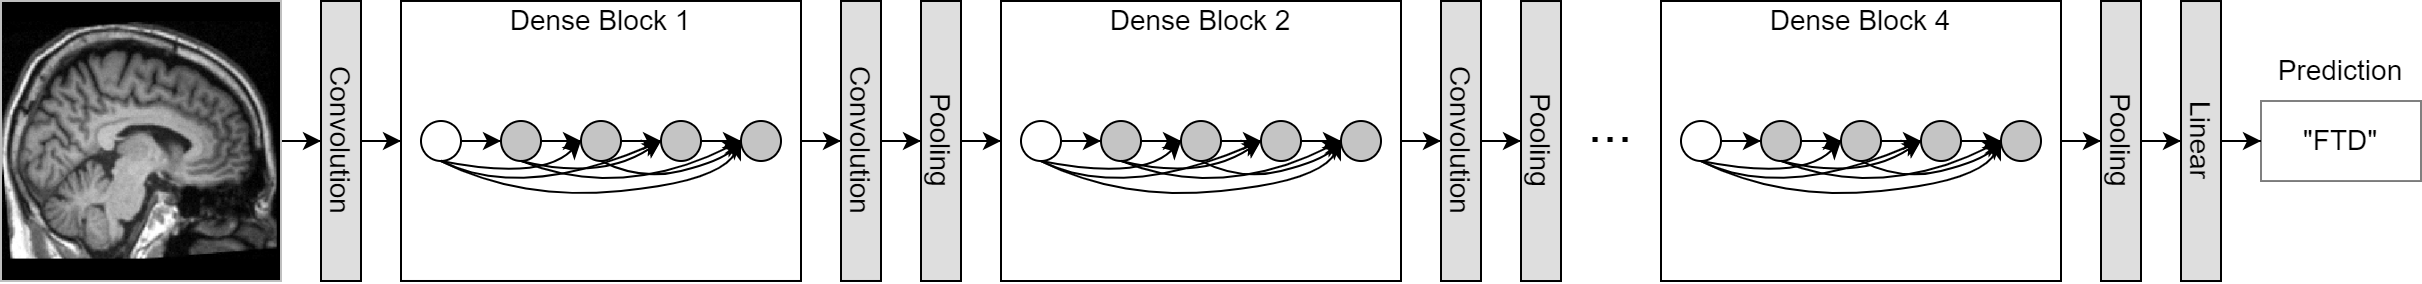 Convolution
Dense Block 1
Convolution
Pooling
Dense Block 2
Convolution
Pooling
...
Dense Block 4
Pooling
Linear
Prediction
"FTD"